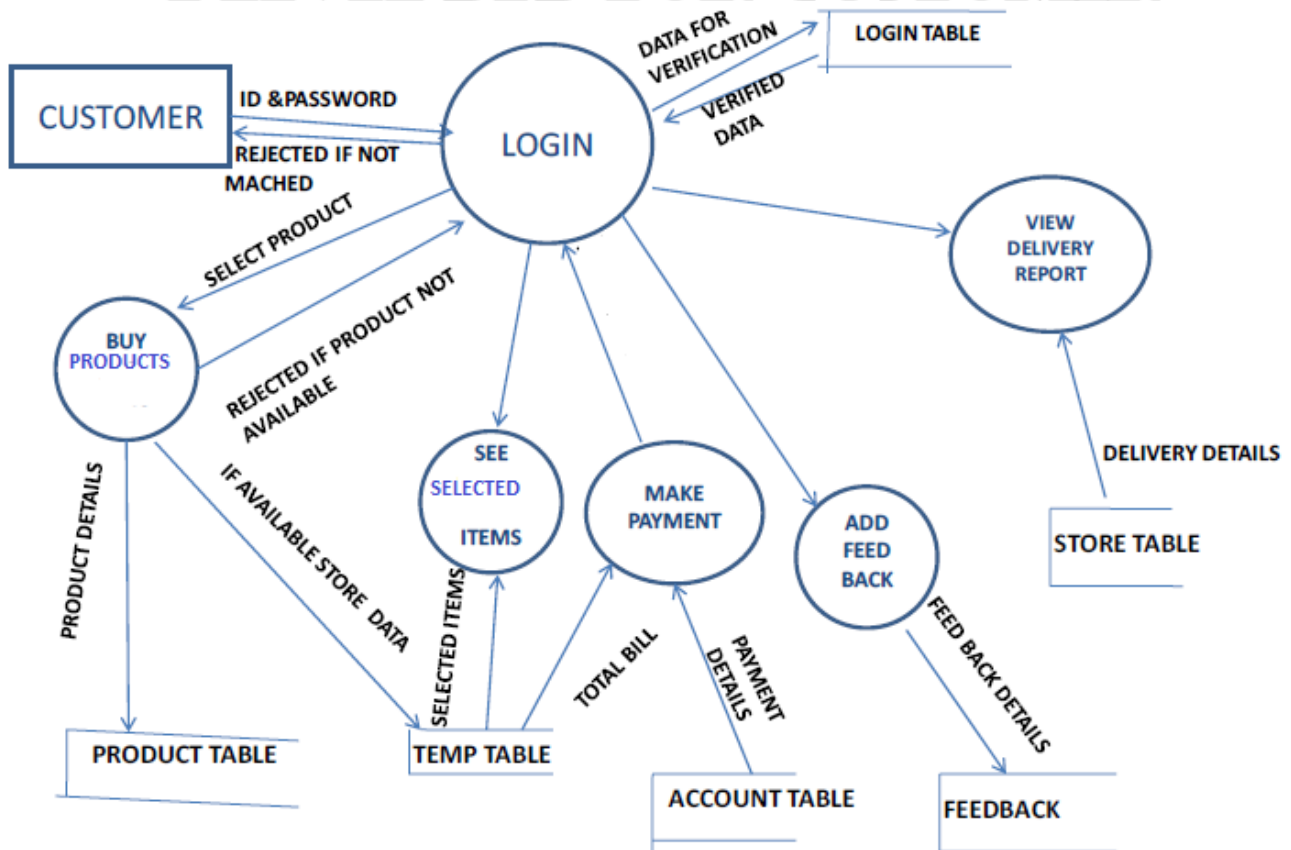 DATA FOR
VERIFICATION
LOGIN TABLE
CUSTOMER
ID &PASSWORD
LOGIN
VERIFIED
DATA
REJECTED IF NOT
MACHED
SELECT PRODUCT
VIEW
DELIVERY
REPORT
BUY
PRODUCTS
REJECTED IF PRODUCT NOT
AVAILABLE
SEE
SELECTED
ITEMS
MAKE
PAYMENT
ADD
FEED
BACK
DELIVERY DETAILS
STORE TABLE
PRODUCT DETAILS
IF AVAILABLE STORE DATA
SELECTED ITEMS
TOTAL BILL
PAYMENT
DETAILS
FEED BACK DETAILS
PRODUCT TABLE
TEMP TABLE
ACCOUNT TABLE
FEEDBACK